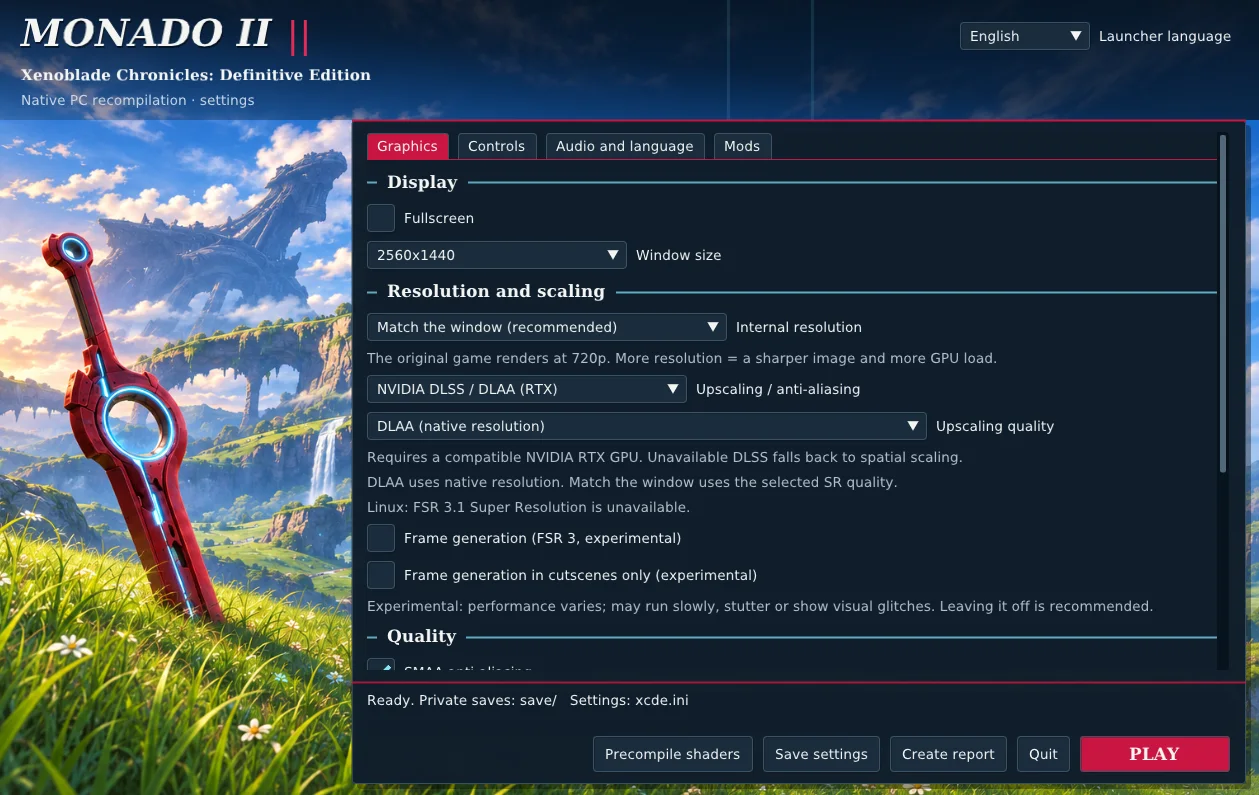 MONADO II ||
English
Launcher language
Xenoblade Chronicles: Definitive Edition
Native PC recompilation · settings
Graphics
Controls
Audio and language
Mods
Display
Fullscreen
2560x1440
Window size
Resolution and scaling
Match the window (recommended)
Internal resolution
The original game renders at 720p. More resolution = a sharper image and more GPU load.
NVIDIA DLSS / DLAA (RTX)
Upscaling / anti-aliasing
DLAA (native resolution)
Upscaling quality
Requires a compatible NVIDIA RTX GPU. Unavailable DLSS falls back to spatial scaling.
DLAA uses native resolution. Match the window uses the selected SR quality.
Linux: FSR 3.1 Super Resolution is unavailable.
Frame generation (FSR 3, experimental)
Frame generation in cutscenes only (experimental)
Experimental: performance varies; may run slowly, stutter or show visual glitches. Leaving it off is recommended.
Quality
SMAA anti-aliasing
Ready. Private saves: save/   Settings: xcde.ini
Precompile shaders
Save settings
Create report
Quit
PLAY